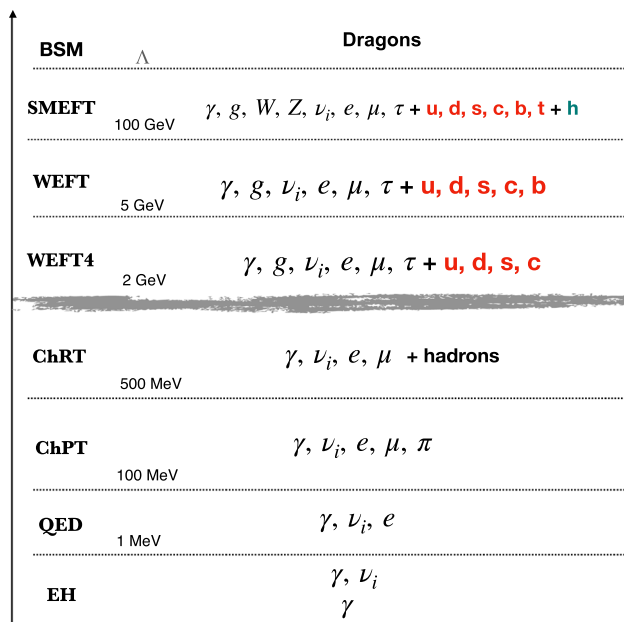 BSM Λ Dragons
SMEFT γ, g, W, Z, νᵢ, e, μ, τ + u, d, s, c, b, t + h
100 GeV
WEFT γ, g, νᵢ, e, μ, τ + u, d, s, c, b
5 GeV
WEFT4 γ, g, νᵢ, e, μ, τ + u, d, s, c
2 GeV
ChRT γ, νᵢ, e, μ + hadrons
500 MeV
ChPT γ, νᵢ, e, μ, π
100 MeV
QED γ, νᵢ, e
1 MeV
γ, νᵢ
EH
γ